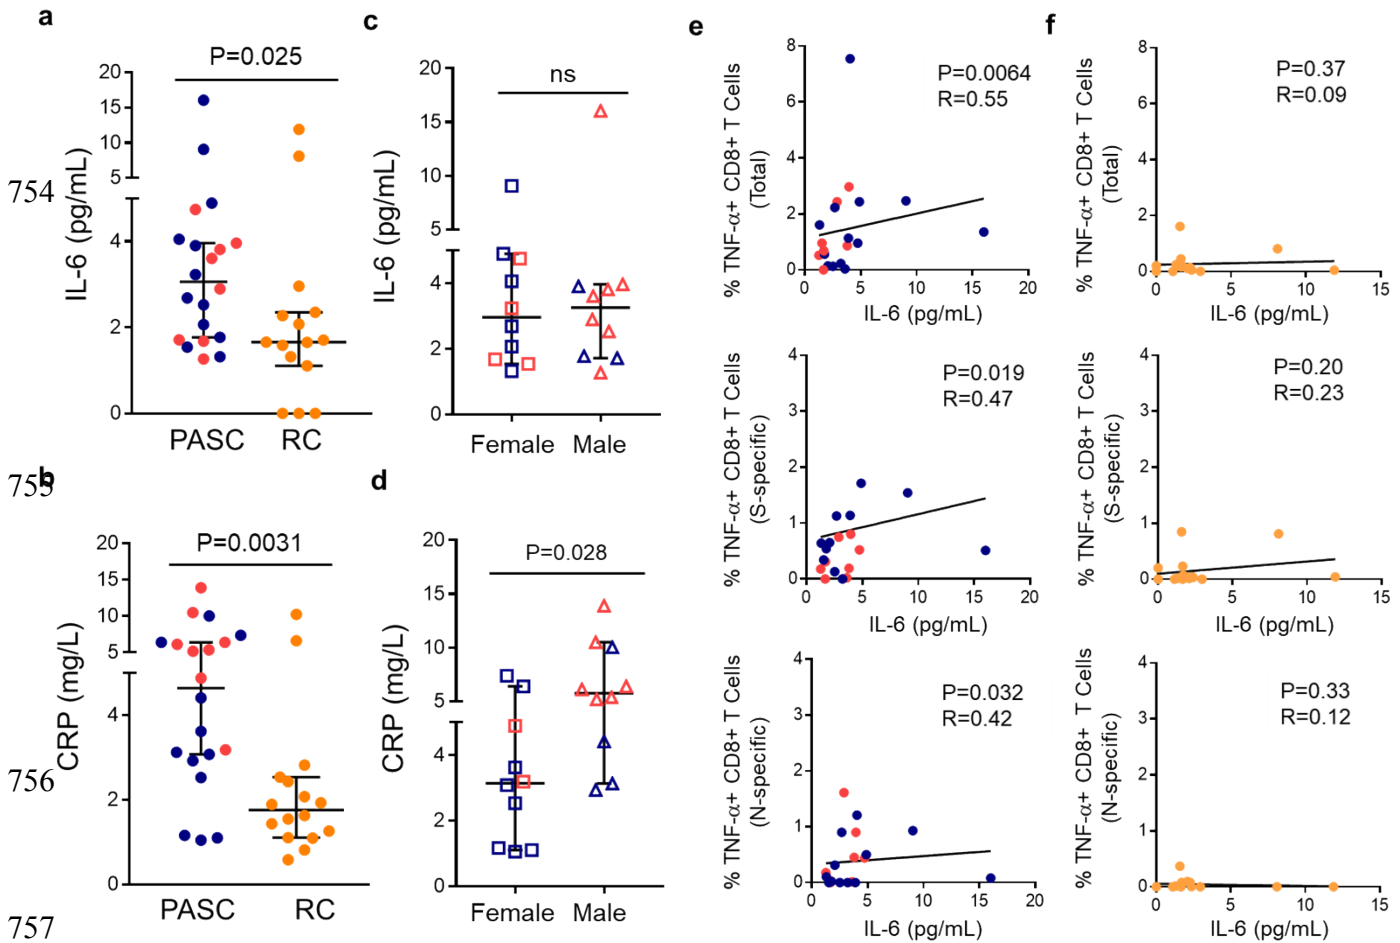 a
P=0.025
IL-6 (pg/mL)
20
15
10
5
4
2
0
PASC
RC
754
c
ns
IL-6 (pg/mL)
20
15
10
5
4
2
0
Female
Male
755
b
P=0.0031
CRP (mg/L)
20
15
10
5
4
2
0
PASC
RC
756
757
d
P=0.028
CRP (mg/L)
20
15
10
5
4
2
0
Female
Male
e
P=0.0064
R=0.55
% TNF-α+ CD8+ T Cells
(Total)
8
6
4
2
0
0 5 10 15 20
IL-6 (pg/mL)
P=0.019
R=0.47
% TNF-α+ CD8+ T Cells
(S-specific)
4
3
2
1
0
0 5 10 15 20
IL-6 (pg/mL)
P=0.032
R=0.42
% TNF-α+ CD8+ T Cells
(N-specific)
4
3
2
1
0
0 5 10 15 20
IL-6 (pg/mL)
f
P=0.37
R=0.09
% TNF-α+ CD8+ T Cells
(Total)
8
6
4
2
0
0 5 10 15
IL-6 (pg/mL)
P=0.20
R=0.23
% TNF-α+ CD8+ T Cells
(S-specific)
4
3
2
1
0
0 5 10 15
IL-6 (pg/mL)
P=0.33
R=0.12
% TNF-α+ CD8+ T Cells
(N-specific)
4
3
2
1
0
0 5 10 15
IL-6 (pg/mL)